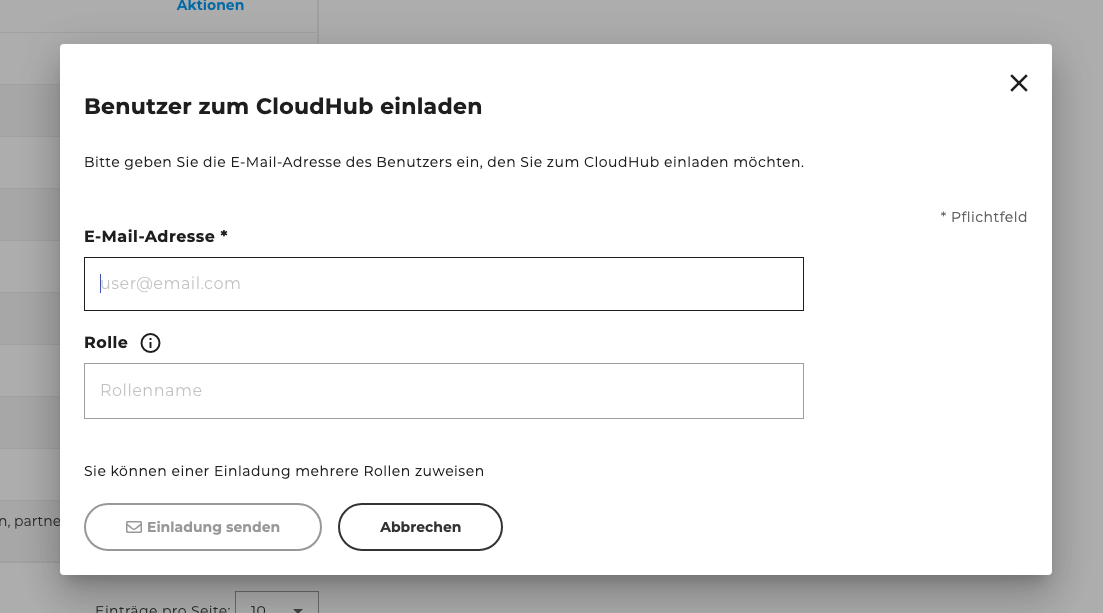 Aktionen
Benutzer zum CloudHub einladen
Bitte geben Sie die E-Mail-Adresse des Benutzers ein, den Sie zum CloudHub einladen möchten.
* Pflichtfeld
E-Mail-Adresse *
user@email.com
Rolle
Rollenname
Sie können einer Einladung mehrere Rollen zuweisen
n, partne
Einladung senden Abbrechen
Einträge pro Seite: 10